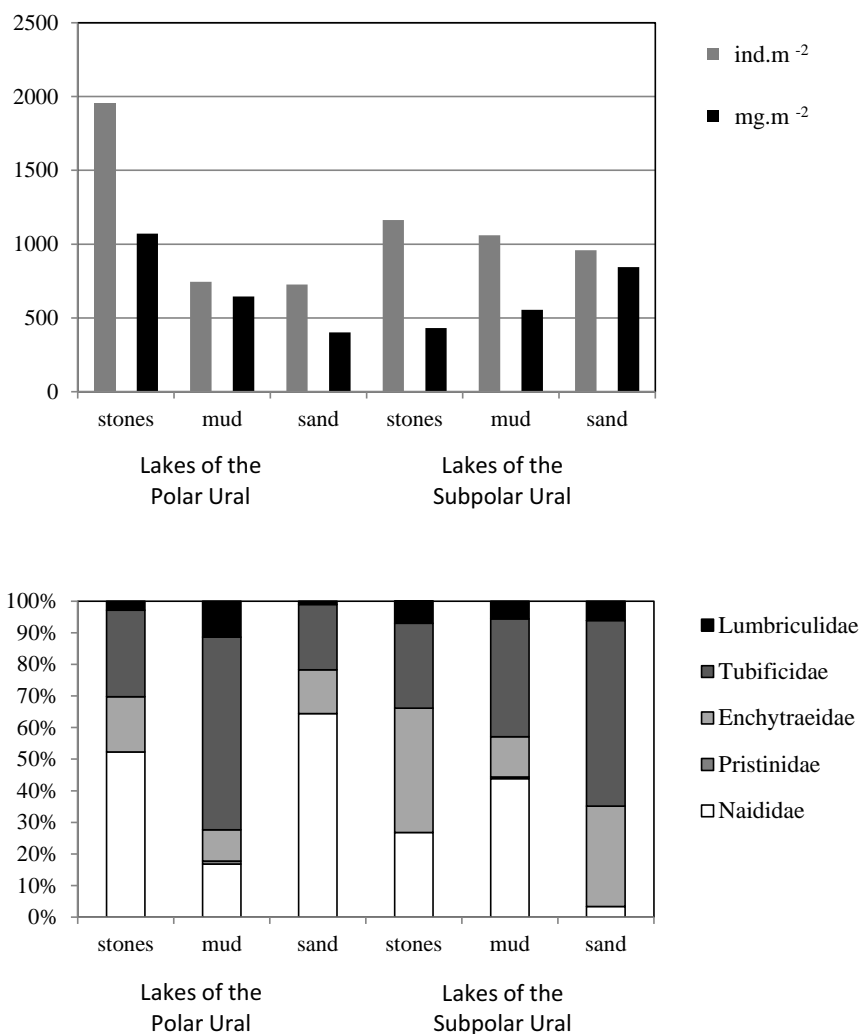 2500
2000
1500
1000
500
0
ind.m -2
mg.m -2
stones mud sand stones mud sand
Lakes of the Polar Ural
Lakes of the Subpolar Ural
100%
90%
80%
70%
60%
50%
40%
30%
20%
10%
0%
Lumbriculidae
Tubificidae
Enchytraeidae
Pristinidae
Naididae
stones mud sand stones mud sand
Lakes of the Polar Ural
Lakes of the Subpolar Ural